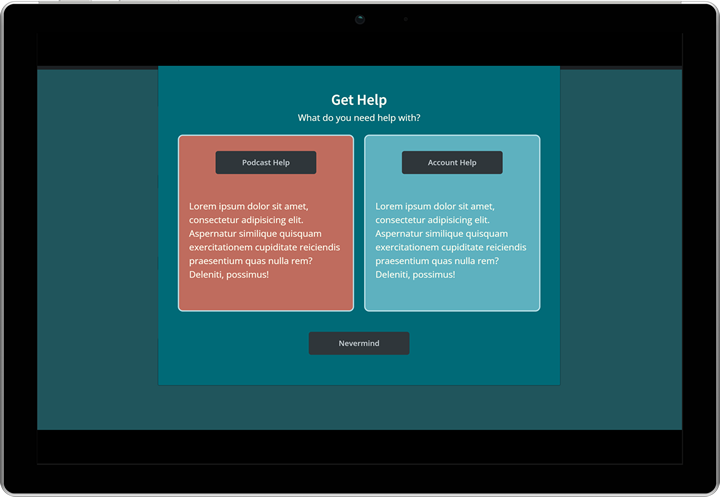 Get Help
What do you need help with?
Podcast Help
Lorem ipsum dolor sit amet,
consectetur adipisicing elit.
Aspernatur similique quisquam
exercitationem cupiditate reiciendis
praesentium quas nulla rem?
Deleniti, possimus!
Account Help
Lorem ipsum dolor sit amet,
consectetur adipisicing elit.
Aspernatur similique quisquam
exercitationem cupiditate reiciendis
praesentium quas nulla rem?
Deleniti, possimus!
Nevermind